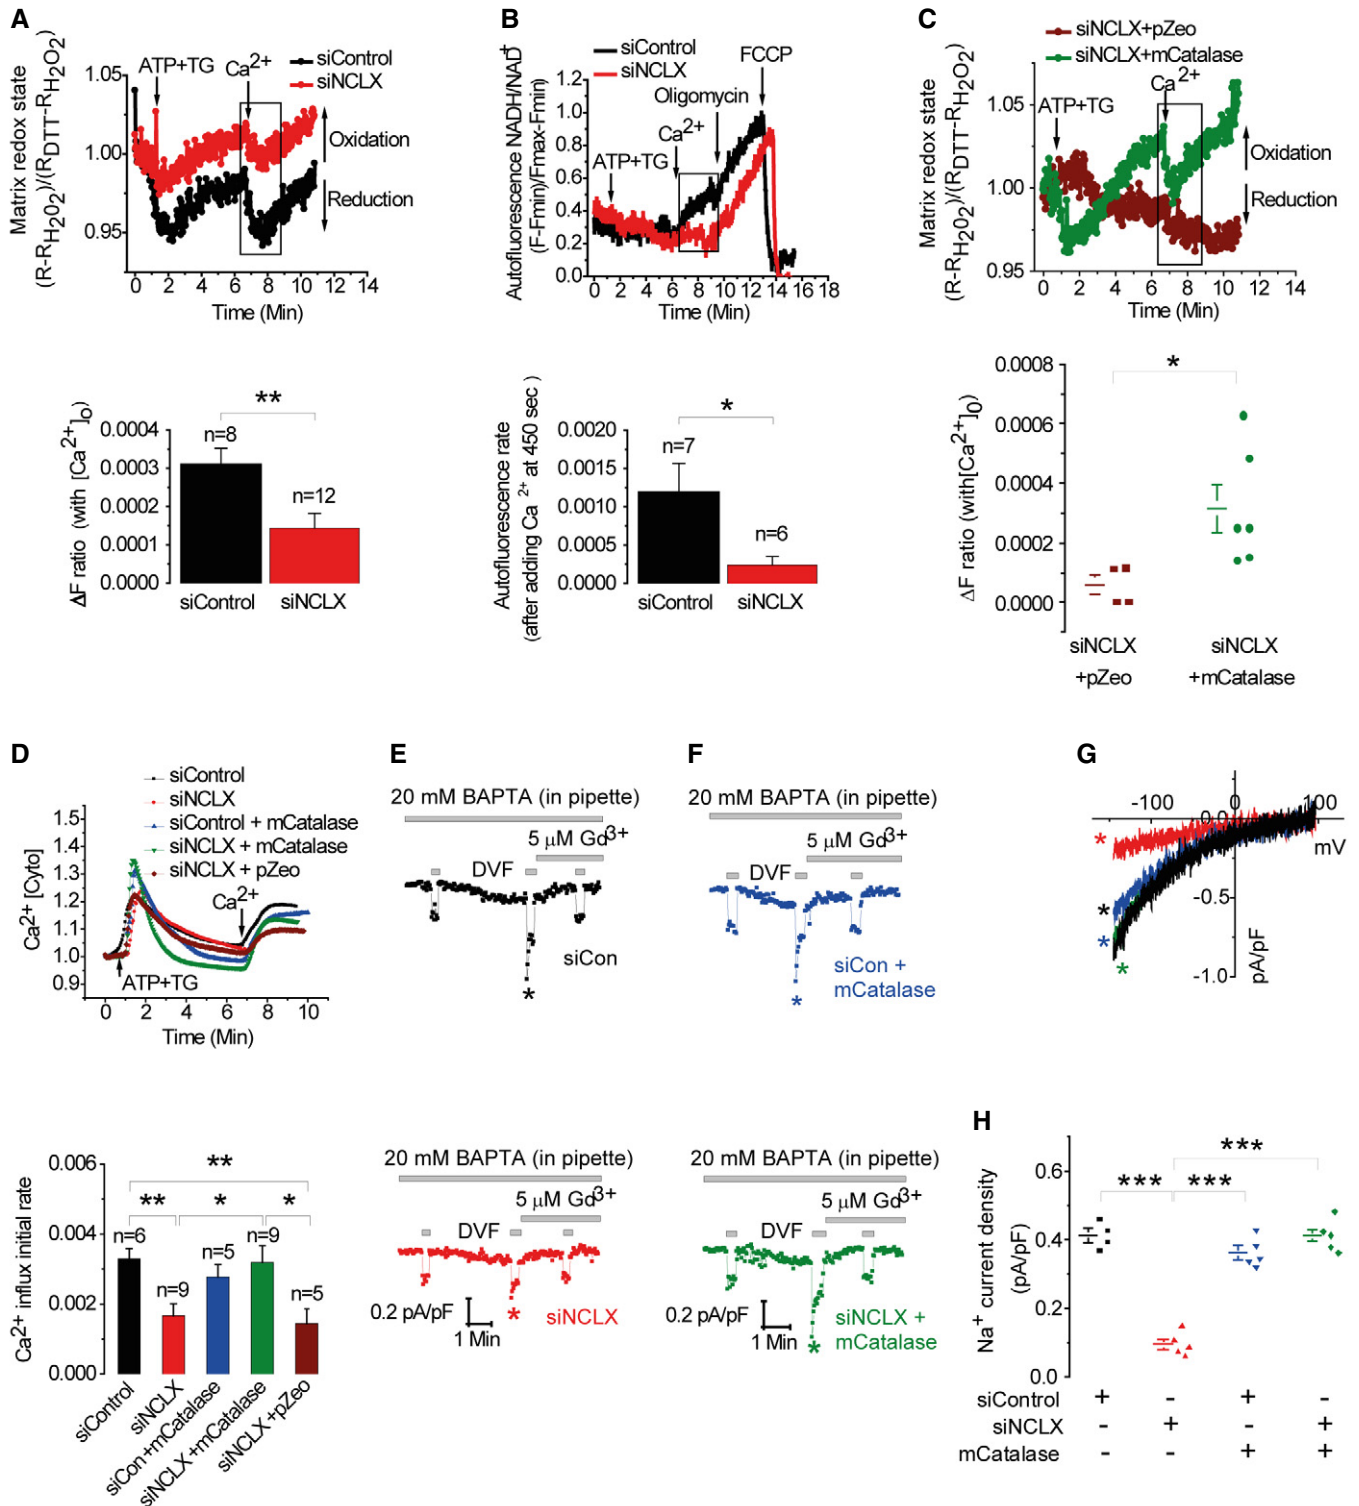 A
Matrix redox state
(R-RH2O2)/(RDTT-RH2O2)
siControl
siNCLX
ATP+TG
Ca2+
Oxidation
Reduction
1.05
1.00
0.95
0 2 4 6 8 10 12 14
Time (Min)
ΔF ratio (with [Ca2+]o)
**
n=8
n=12
0.0004
0.0003
0.0002
0.0001
0.0000
siControl siNCLX
B
Autofluorescence NADH/NAD+
(F-Fmin)/Fmax-Fmin)
siControl
siNCLX
FCCP
Oligomycin
Ca2+
ATP+TG
1.2
1.0
0.8
0.6
0.4
0.2
0.0
0 2 4 6 8 10 12 14 16 18
Time (Min)
Autofluorescence rate
(after adding Ca 2+ at 450 sec )
*
n=7
n=6
0.0020
0.0015
0.0010
0.0005
0.0000
siControl siNCLX
C
Matrix redox state
(R-RH2O2)/(RDTT-RH2O2)
siNCLX+pZeo
siNCLX+mCatalase
Ca2+
ATP+TG
Oxidation
Reduction
1.05
1.00
0.95
0 2 4 6 8 10 12 14
Time (Min)
ΔF ratio (with[Ca2+]0)
*
0.0008
0.0006
0.0004
0.0002
0.0000
siNCLX siNCLX
+pZeo +mCatalase
D
siControl
siNCLX
siControl + mCatalase
siNCLX + mCatalase
siNCLX + pZeo
Ca2+ [Cyto]
1.5
1.4
1.3
1.2
1.1
1.0
0.9
Ca2+
ATP+TG
0 2 4 6 8 10
Time (Min)
Ca2+ influx initial rate
0.006
0.004
0.002
0.000
**
** * *
n=6
n=9
n=5
n=9
n=5
siControl
siNCLX
siCon+mCatalase
siNCLX+mCatalase
siNCLX+pZeo
E
20 mM BAPTA (in pipette)
5 μM Gd3+
DVF
siCon
*
20 mM BAPTA (in pipette)
5 μM Gd3+
DVF
0.2 pA/pF
1 Min
* siNCLX
F
20 mM BAPTA (in pipette)
5 μM Gd3+
DVF
siCon +
mCatalase
*
20 mM BAPTA (in pipette)
5 μM Gd3+
DVF
0.2 pA/pF
1 Min
siNCLX +
mCatalase
*
G
-100 0 100
mV
-0.5
-1.0
pA/pF
*
*
*
*
H
Na+ current density
(pA/pF)
***
*** ***
0.6
0.4
0.2
0.0
siControl + - + -
siNCLX - + - +
mCatalase - - + +